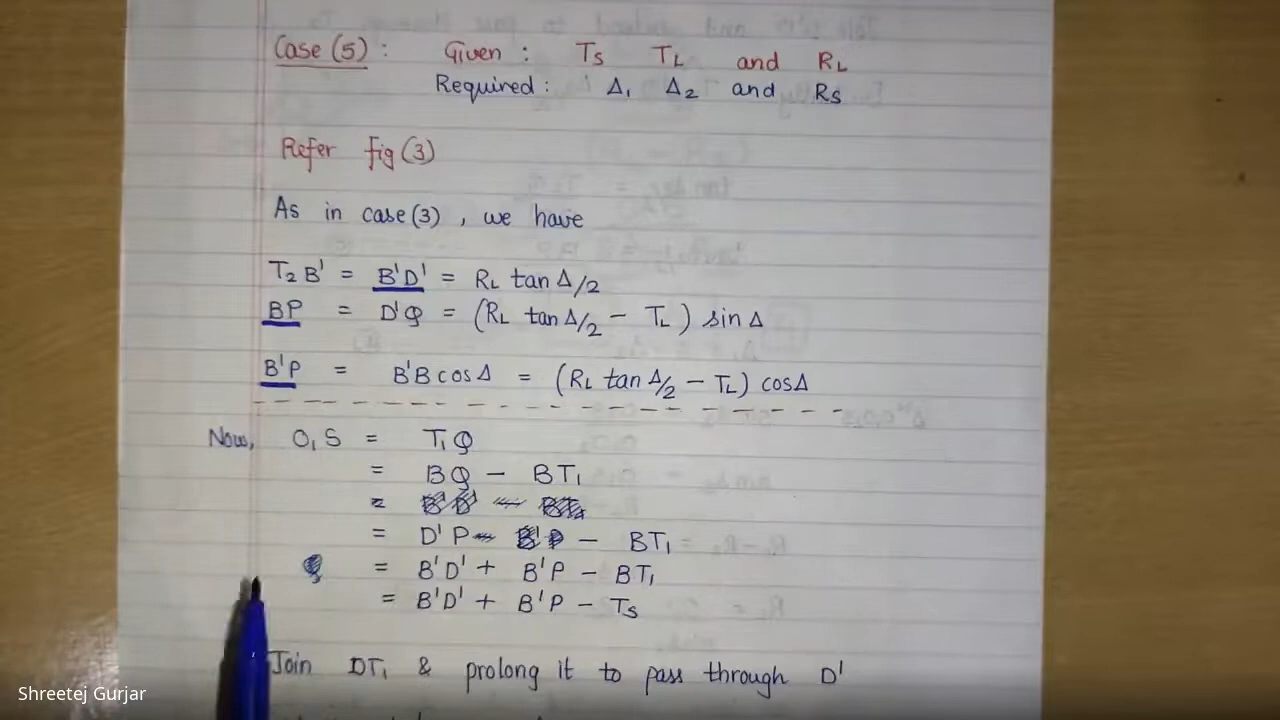 Case (5) : Given : Ts TL and RL
Required : Δ1 Δ2 and Rs
Refer fig (3)
As in case (3) , we have
T2 B' = B'D' = RL tan Δ/2
BP = D'Q = (RL tan Δ/2 - TL) sin Δ
B'P = B'B cos Δ = (RL tan Δ/2 - TL) cos Δ
Now, O1 S = T1 Q
= BQ - BT1
=
= D'P - BT1
= B'D' + B'P - BT1
= B'D' + B'P - Ts
Join DT1 & prolong it to pass through D'
Shreetej Gurjar